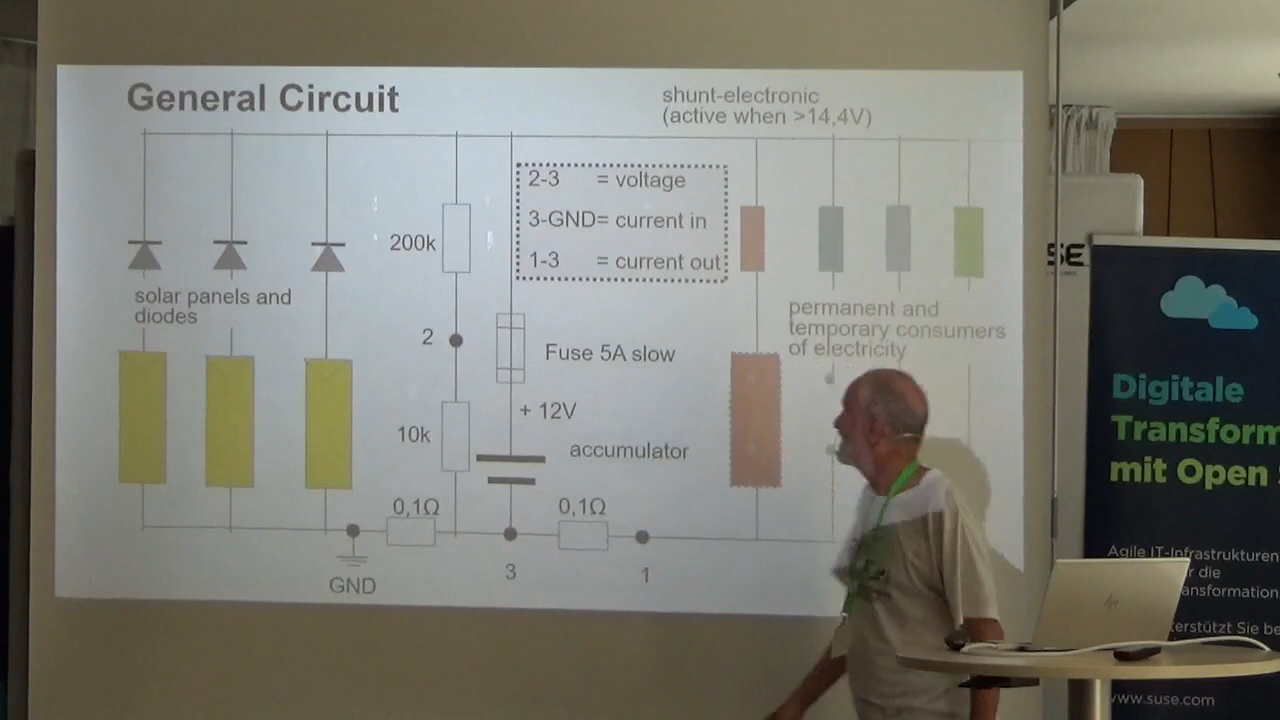 General Circuit
shunt-electronic
(active when >14,4V)
2-3 = voltage
3-GND= current in
1-3 = current out
200k
solar panels and
diodes
2
Fuse 5A slow
permanent and
temporary consumers
of electricity
+ 12V
10k
accumulator
0,1Ω
0,1Ω
GND
3
1
SE
Digitale
Transform
mit Open
Agile IT-Infrastrukturen
r die
ansformation
terstützt Sie be
www.suse.com
hp